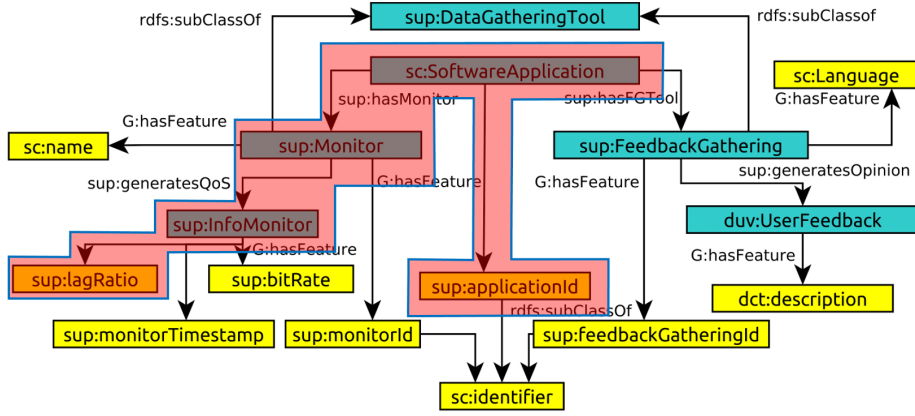 rdfs:subClassOf
sup:DataGatheringTool
rdfs:subClassof
sc:SoftwareApplication
sc:Language
sup:hasMonitor
sup:hasFGTool
G:hasFeature
G:hasFeature
sc:name
sup:Monitor
sup:FeedbackGathering
sup:generatesQoS
G:hasFeature
G:hasFeature
sup:generatesOpinion
sup:InfoMonitor
duv:UserFeedback
G:hasFeature
G:hasFeature
sup:lagRatio
sup:bitRate
sup:applicationId
dct:description
rdfs:subClassOf
sup:monitorTimestamp
sup:monitorId
sup:feedbackGatheringId
sc:identifier